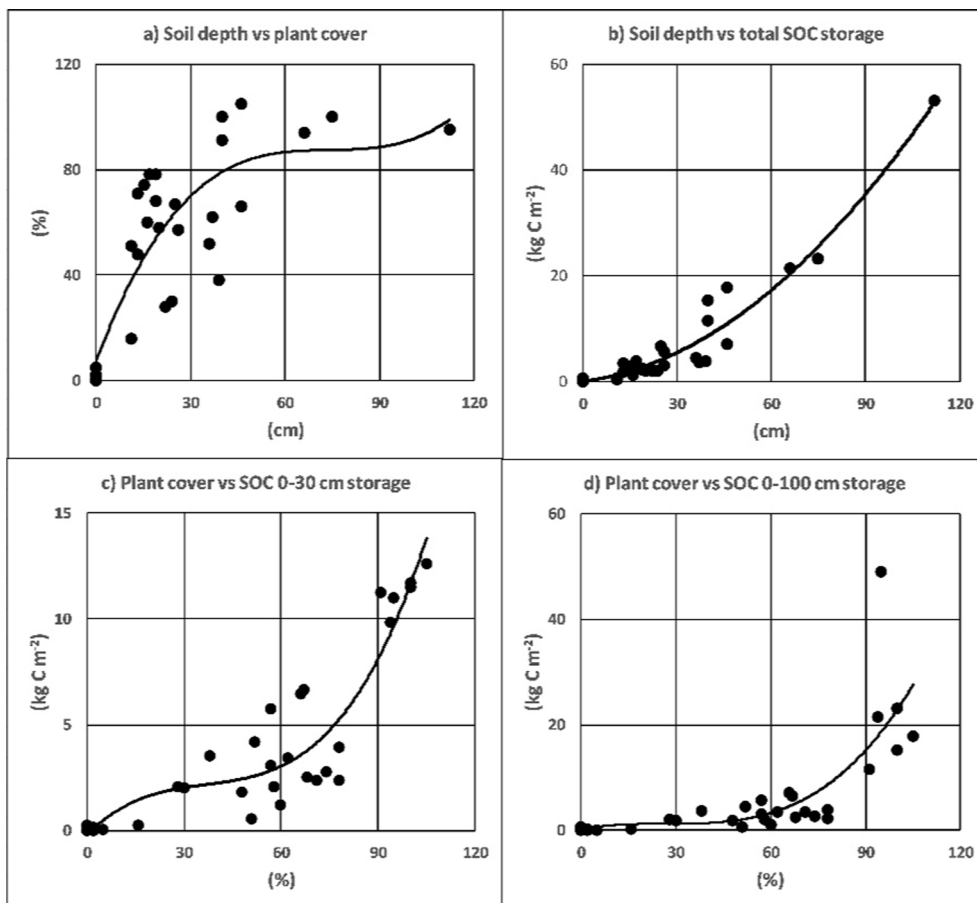 a) Soil depth vs plant cover
120
80
40
0
(%)
0 30 60 90 120
(cm)
b) Soil depth vs total SOC storage
60
40
20
0
(kg C m⁻²)
0 30 60 90 120
(cm)
c) Plant cover vs SOC 0-30 cm storage
15
10
5
0
(kg C m⁻²)
0 30 60 90 120
(%)
d) Plant cover vs SOC 0-100 cm storage
60
40
20
0
(kg C m⁻²)
0 30 60 90 120
(%)